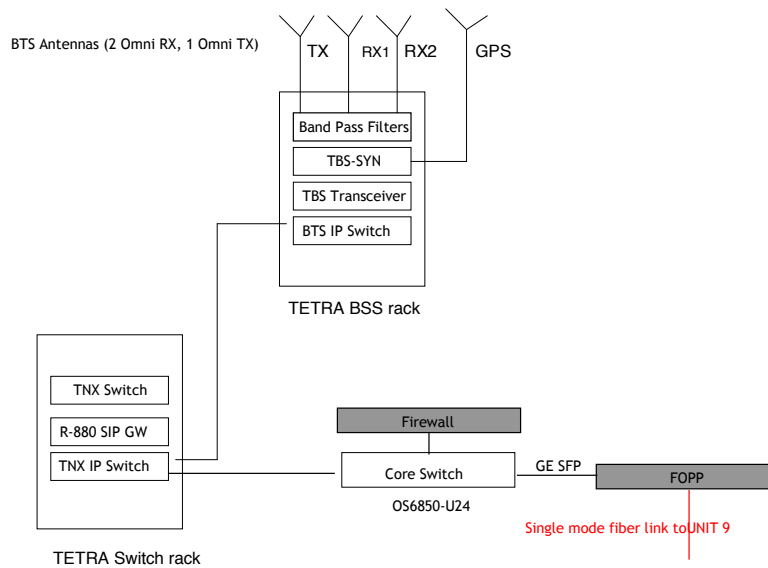 BTS Antennas (2 Omni RX, 1 Omni TX)
TX
RX1
RX2
GPS
Band Pass Filters
TBS-SYN
TBS Transceiver
BTS IP Switch
TETRA BSS rack
TNX Switch
R-880 SIP GW
TNX IP Switch
TETRA Switch rack
Firewall
Core Switch
OS6850-U24
GE SFP
FOPP
Single mode fiber link toUNIT 9